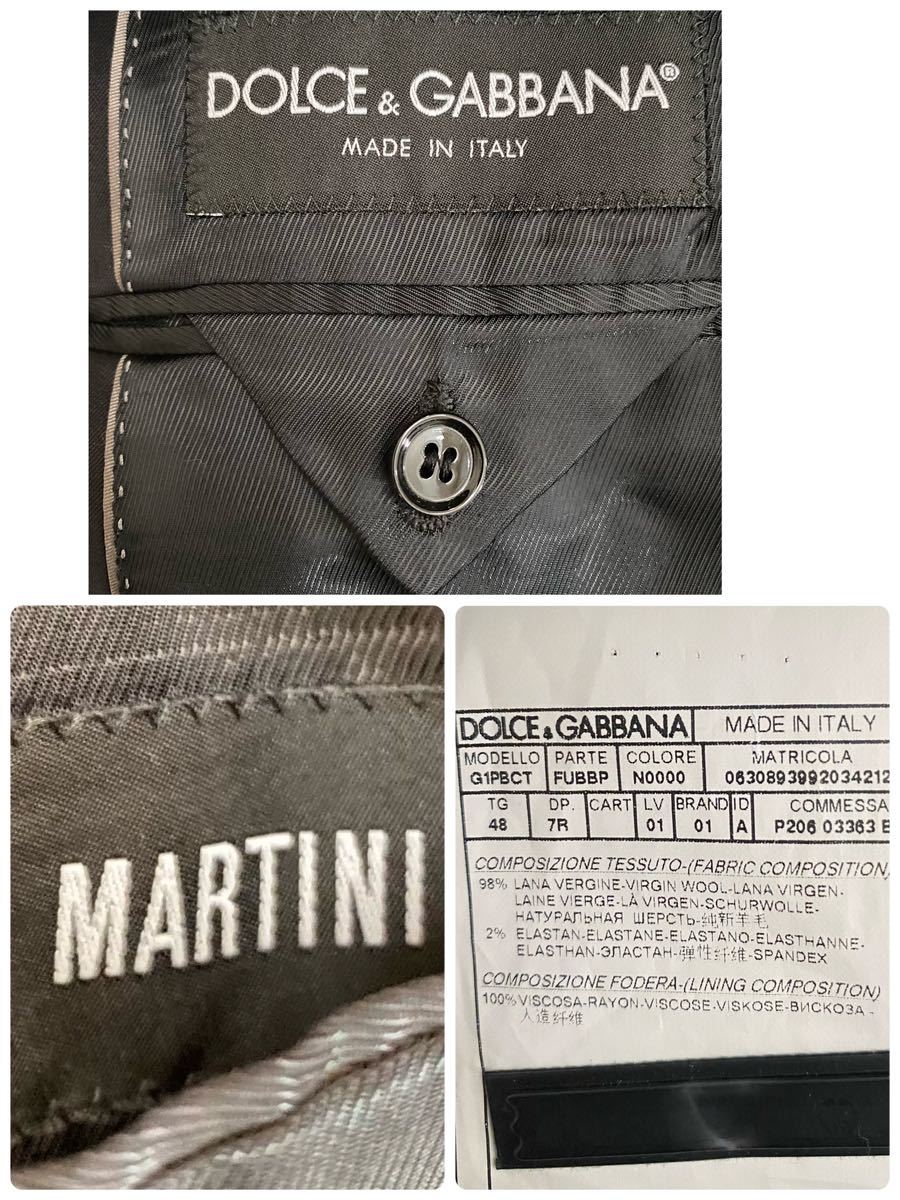 DOLCE & GABBANA®
MADE IN ITALY
MARTINI
DOLCE & GABBANA MADE IN ITALY
MODELLO PARTE COLORE MATRICOLA
G1PBCT FUBBP N0000 0630893992034212
TG DP. CART LV BRAND ID COMMESSA
48 7R 01 01 A P206 03363 E
COMPOSIZIONE TESSUTO-(FABRIC COMPOSITION)
98% LANA VERGINE-VIRGIN WOOL-LANA VIRGEN-
LAINE VIERGE-LÀ VIRGEN-SCHURWOLLE-
НАТУРАЛЬНАЯ ШЕРСТЬ-纯新羊毛
2% ELASTAN-ELASTANE-ELASTANO-ELASTHANNE-
ELASTHAN-ЭЛАСТАН-弹性纤维-SPANDEX
COMPOSIZIONE FODERA-(LINING COMPOSITION)
100% VISCOSA-RAYON-VISCOSE-VISKOSE-ВИСКОЗА-
人造纤维